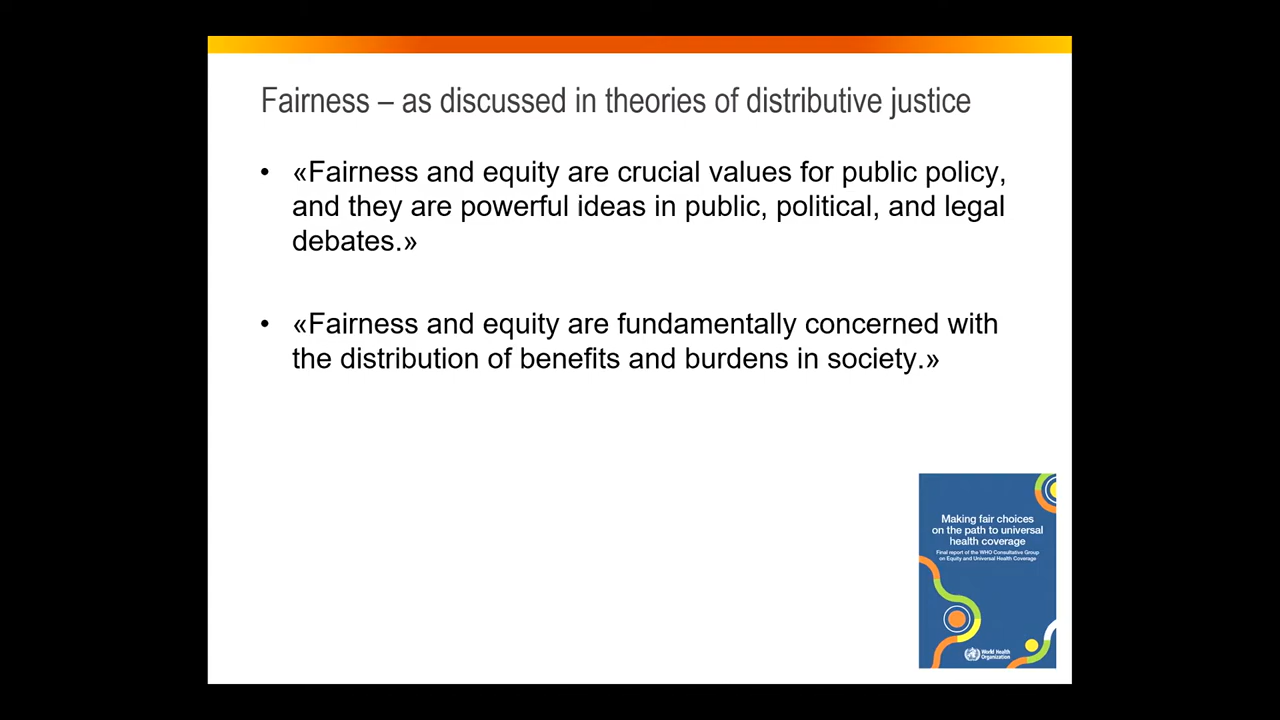 Fairness – as discussed in theories of distributive justice
• «Fairness and equity are crucial values for public policy,
and they are powerful ideas in public, political, and legal
debates.»
• «Fairness and equity are fundamentally concerned with
the distribution of benefits and burdens in society.»
Making fair choices
on the path to universal
health coverage
Final report of the WHO Consultative Group
on Equity and Universal Health Coverage
World Health
Organization